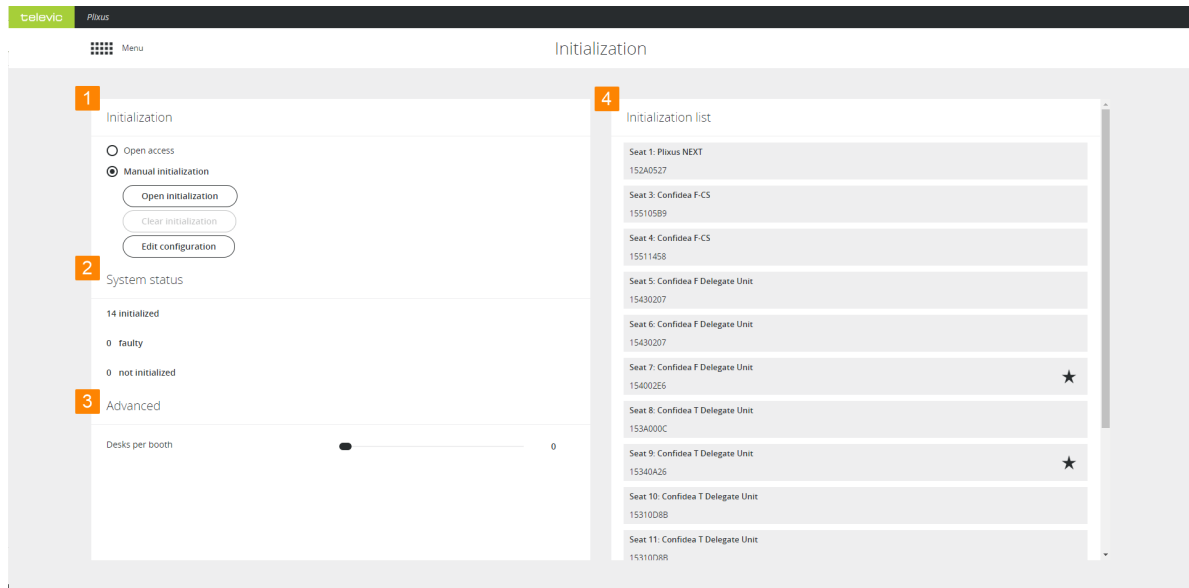 televic Plixus
Menu
Initialization
1
Initialization
Open access
Manual initialization
Open initialization
Clear initialization
Edit configuration
2
System status
14 initialized
0 faulty
0 not initialized
3
Advanced
Desks per booth 0
4
Initialization list
Seat 1: Plixus NEXT
152A0527
Seat 3: Confidea F-CS
155105B9
Seat 4: Confidea F-CS
15511458
Seat 5: Confidea F Delegate Unit
15430207
Seat 6: Confidea F Delegate Unit
15430207
Seat 7: Confidea F Delegate Unit
154002E6
Seat 8: Confidea T Delegate Unit
153A000C
Seat 9: Confidea T Delegate Unit
15340A26
Seat 10: Confidea T Delegate Unit
15310D8B
Seat 11: Confidea T Delegate Unit
15310D8B